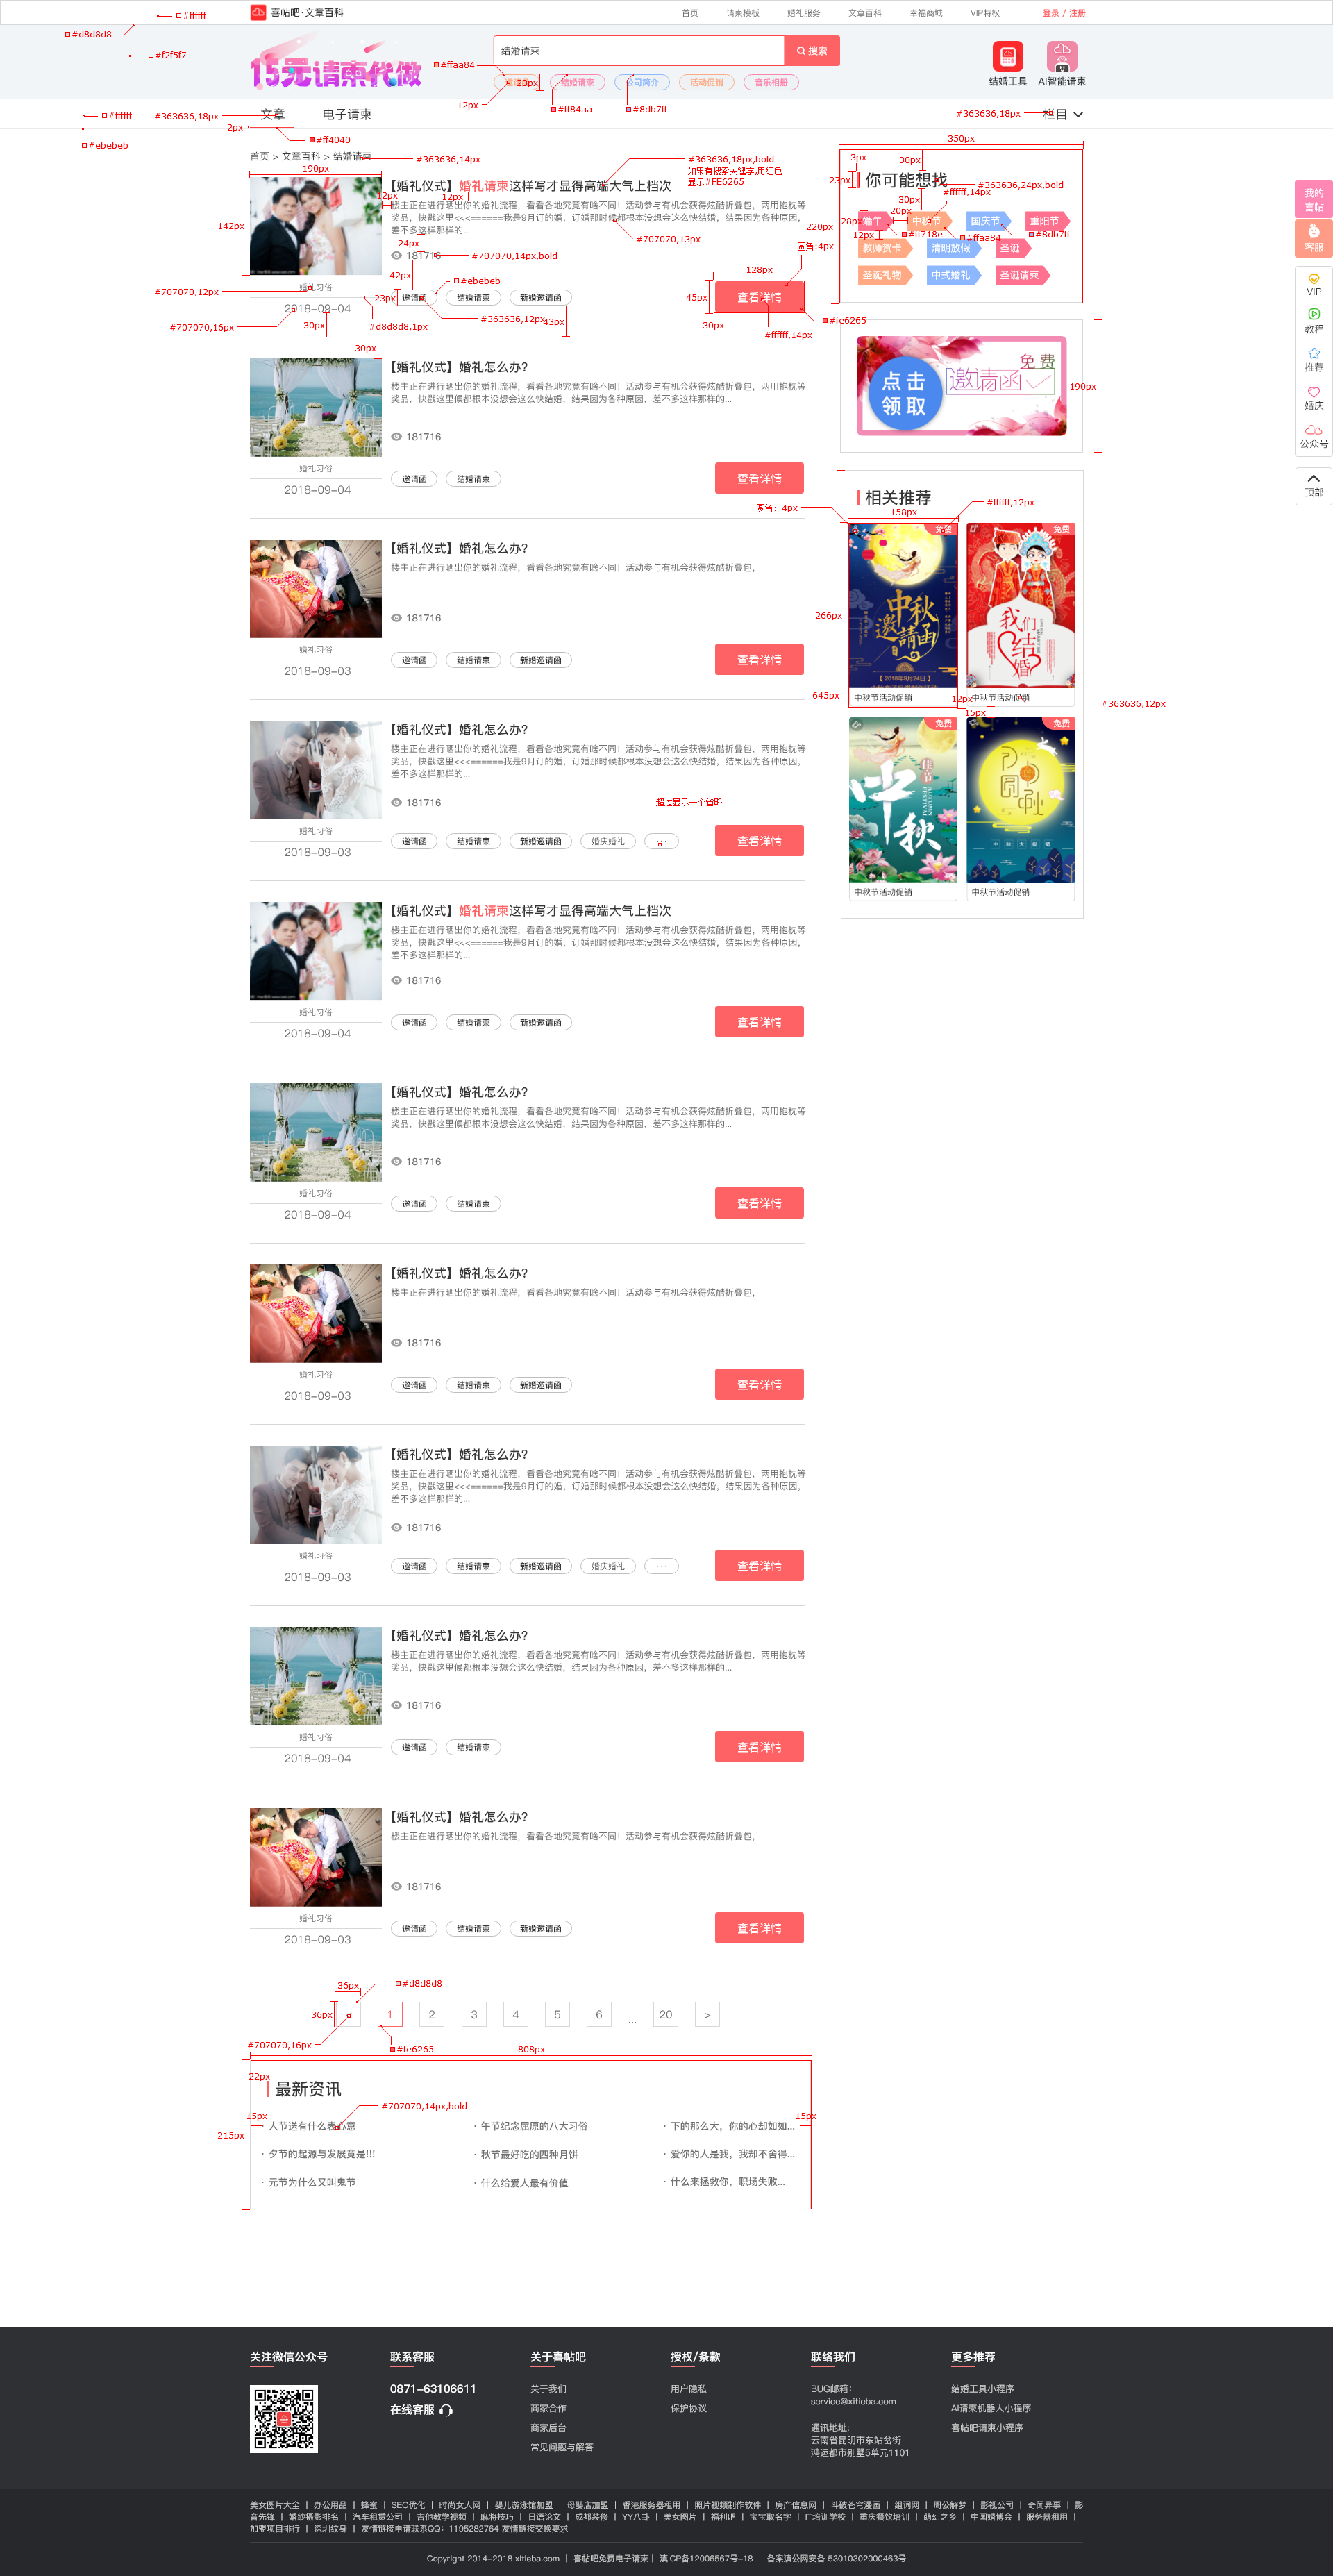 喜帖吧·文章百科
首页 请柬模板 婚礼服务 文章百科 幸福商城 VIP特权 登录 / 注册
#ffffff
#d8d8d8
#f2f5f7
15元请柬代做
结婚请柬
搜索
#ffaa84
23px
结婚请柬 公司简介 活动促销 音乐相册
12px
#ff84aa
#8db7ff
结婚工具 AI智能请柬
#ffffff
#363636,18px
文章 电子请柬
#363636,18px
栏目
2px
#ff4040
#ebebeb
首页 > 文章百科 > 结婚请柬
#363636,14px
#363636,18px,bold
如果有搜索关键字,用红色
显示#FE6265
190px
142px
12px
12px
【婚礼仪式】婚礼请柬这样写才显得高端大气上档次
楼主正在进行晒出你的婚礼流程，看看各地究竟有啥不同！活动参与有机会获得炫酷折叠包，两用抱枕等
奖品，快戳这里<<<======我是9月订的婚，订婚那时候都根本没想会这么快结婚，结果因为各种原因，
差不多这样那样的...
#707070,13px
24px
181716
#707070,14px,bold
42px
#ebebeb
#707070,12px
婚礼习俗
23px
邀请函 结婚请柬 新婚邀请函
#363636,12px
43px
128px
45px
查看详情
圆角:4px
#fe6265
30px
#ffffff,14px
2018-09-04
#707070,16px
30px
#d8d8d8,1px
30px
【婚礼仪式】婚礼怎么办?
楼主正在进行晒出你的婚礼流程，看看各地究竟有啥不同！活动参与有机会获得炫酷折叠包，两用抱枕等
奖品，快戳这里候都根本没想会这么快结婚，结果因为各种原因，差不多这样那样的...
181716
婚礼习俗
邀请函 结婚请柬
查看详情
2018-09-04
【婚礼仪式】婚礼怎么办?
楼主正在进行晒出你的婚礼流程，看看各地究竟有啥不同！活动参与有机会获得炫酷折叠包，
181716
婚礼习俗
邀请函 结婚请柬 新婚邀请函
查看详情
2018-09-03
【婚礼仪式】婚礼怎么办?
楼主正在进行晒出你的婚礼流程，看看各地究竟有啥不同！活动参与有机会获得炫酷折叠包，两用抱枕等
奖品，快戳这里<<<======我是9月订的婚，订婚那时候都根本没想会这么快结婚，结果因为各种原因，
差不多这样那样的...
181716
超过显示一个省略
婚礼习俗
邀请函 结婚请柬 新婚邀请函 婚庆婚礼 ···
查看详情
2018-09-03
【婚礼仪式】婚礼请柬这样写才显得高端大气上档次
楼主正在进行晒出你的婚礼流程，看看各地究竟有啥不同！活动参与有机会获得炫酷折叠包，两用抱枕等
奖品，快戳这里<<<======我是9月订的婚，订婚那时候都根本没想会这么快结婚，结果因为各种原因，
差不多这样那样的...
181716
婚礼习俗
邀请函 结婚请柬 新婚邀请函
查看详情
2018-09-04
【婚礼仪式】婚礼怎么办?
楼主正在进行晒出你的婚礼流程，看看各地究竟有啥不同！活动参与有机会获得炫酷折叠包，两用抱枕等
奖品，快戳这里候都根本没想会这么快结婚，结果因为各种原因，差不多这样那样的...
181716
婚礼习俗
邀请函 结婚请柬
查看详情
2018-09-04
【婚礼仪式】婚礼怎么办?
楼主正在进行晒出你的婚礼流程，看看各地究竟有啥不同！活动参与有机会获得炫酷折叠包，
181716
婚礼习俗
邀请函 结婚请柬 新婚邀请函
查看详情
2018-09-03
【婚礼仪式】婚礼怎么办?
楼主正在进行晒出你的婚礼流程，看看各地究竟有啥不同！活动参与有机会获得炫酷折叠包，两用抱枕等
奖品，快戳这里<<<======我是9月订的婚，订婚那时候都根本没想会这么快结婚，结果因为各种原因，
差不多这样那样的...
181716
婚礼习俗
邀请函 结婚请柬 新婚邀请函 婚庆婚礼 ···
查看详情
2018-09-03
【婚礼仪式】婚礼怎么办?
楼主正在进行晒出你的婚礼流程，看看各地究竟有啥不同！活动参与有机会获得炫酷折叠包，两用抱枕等
奖品，快戳这里候都根本没想会这么快结婚，结果因为各种原因，差不多这样那样的...
181716
婚礼习俗
邀请函 结婚请柬
查看详情
2018-09-04
【婚礼仪式】婚礼怎么办?
楼主正在进行晒出你的婚礼流程，看看各地究竟有啥不同！活动参与有机会获得炫酷折叠包，
181716
婚礼习俗
邀请函 结婚请柬 新婚邀请函
查看详情
2018-09-03
350px
3px
30px
23px
你可能想找
#363636,24px,bold
#ffffff,14px
30px
20px
220px
28px
端午 中秋节 国庆节 重阳节
12px
#ff718e
#ffaa84
#8db7ff
教师贺卡 清明放假 圣诞
圣诞礼物 中式婚礼 圣诞请柬
点击
领取
免费
邀请函
190px
相关推荐
#ffffff,12px
圆角：4px
158px
免费 免费
中秋
邀請函
【 2018年9月24日 】
我们
结婚
266px
645px
中秋节活动促销 中秋节活动促销
12px
#363636,12px
15px
免费 免费
佳节
中秋
AUTUMN
FESTIVAL
中秋大促销
中秋节活动促销 中秋节活动促销
我的
喜帖
客服
VIP
教程
推荐
婚庆
公众号
顶部
36px
#d8d8d8
36px
< 1 2 3 4 5 6 ... 20 >
#707070,16px
#fe6265
808px
22px
最新资讯
#707070,14px,bold
15px
15px
215px
人节送有什么表心意 · 午节纪念屈原的八大习俗 · 下的那么大，你的心却如如...
· 夕节的起源与发展竟是!!! · 秋节最好吃的四种月饼 · 爱你的人是我，我却不舍得...
· 元节为什么又叫鬼节 · 什么给爱人最有价值 · 什么来拯救你，职场失败...
关注微信公众号 联系客服 关于喜帖吧 授权/条款 联络我们 更多推荐
0871-63106611
在线客服
关于我们
商家合作
商家后台
常见问题与解答
用户隐私
保护协议
BUG邮箱：
service@xitieba.com
通讯地址:
云南省昆明市东站岔街
鸿运都市别墅5单元1101
结婚工具小程序
AI请柬机器人小程序
喜帖吧请柬小程序
美女图片大全 | 办公用品 | 蜂蜜 | SEO优化 | 时尚女人网 | 婴儿游泳馆加盟 | 母婴店加盟 | 香港服务器租用 | 照片视频制作软件 | 房产信息网 | 斗破苍穹漫画 | 组词网 | 周公解梦 | 影视公司 | 奇闻异事 | 影
音先锋 | 婚纱摄影排名 | 汽车租赁公司 | 吉他教学视频 | 麻将技巧 | 日语论文 | 成都装修 | YY八卦 | 美女图片 | 福利吧 | 宝宝取名字 | IT培训学校 | 重庆餐饮培训 | 萌幻之乡 | 中国婚博会 | 服务器租用 |
加盟项目排行 | 深圳纹身 | 友情链接申请联系QQ：1195282764 友情链接交换要求
Copyright 2014-2018 xitieba.com | 喜帖吧免费电子请柬 | 滇ICP备12006567号-18 | 备案滇公网安备 53010302000463号